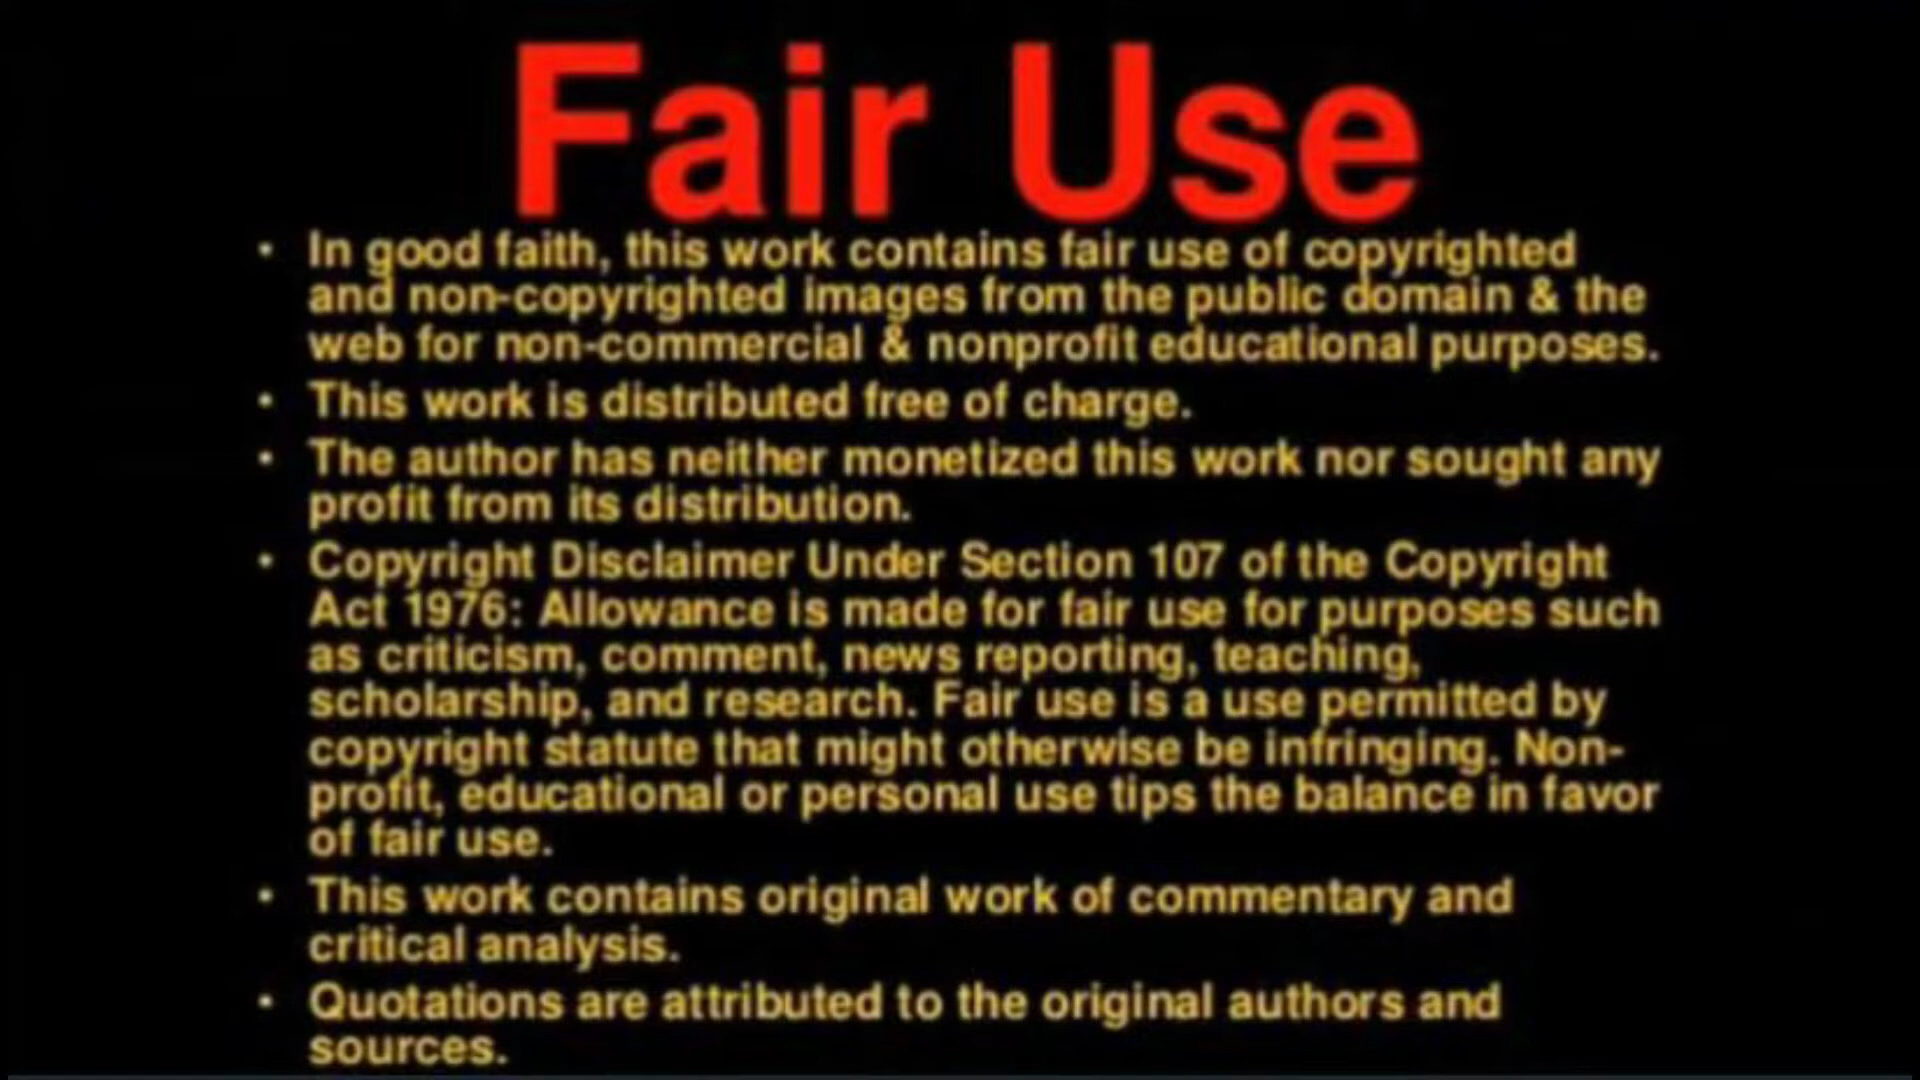 Fair Use
• In good faith, this work contains fair use of copyrighted
and non-copyrighted images from the public domain & the
web for non-commercial & nonprofit educational purposes.
• This work is distributed free of charge.
• The author has neither monetized this work nor sought any
profit from its distribution.
• Copyright Disclaimer Under Section 107 of the Copyright
Act 1976: Allowance is made for fair use for purposes such
as criticism, comment, news reporting, teaching,
scholarship, and research. Fair use is a use permitted by
copyright statute that might otherwise be infringing. Non-
profit, educational or personal use tips the balance in favor
of fair use.
• This work contains original work of commentary and
critical analysis.
• Quotations are attributed to the original authors and
sources.